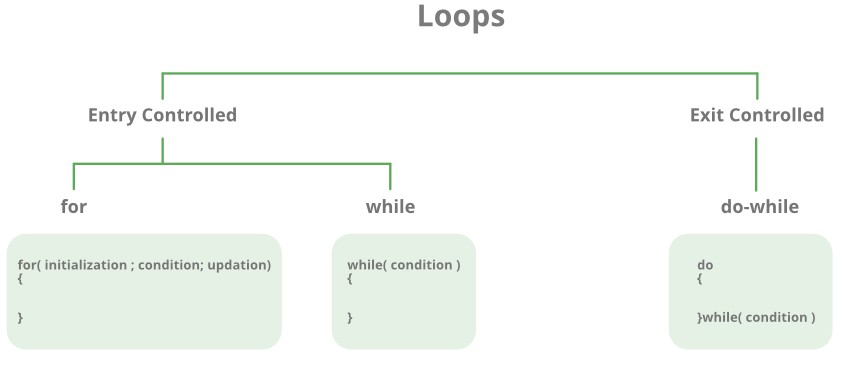 Loops
Entry Controlled
Exit Controlled
for
while
do-while
for( initialization ; condition; updation)
{
}
while( condition )
{
}
do
{
}while( condition )